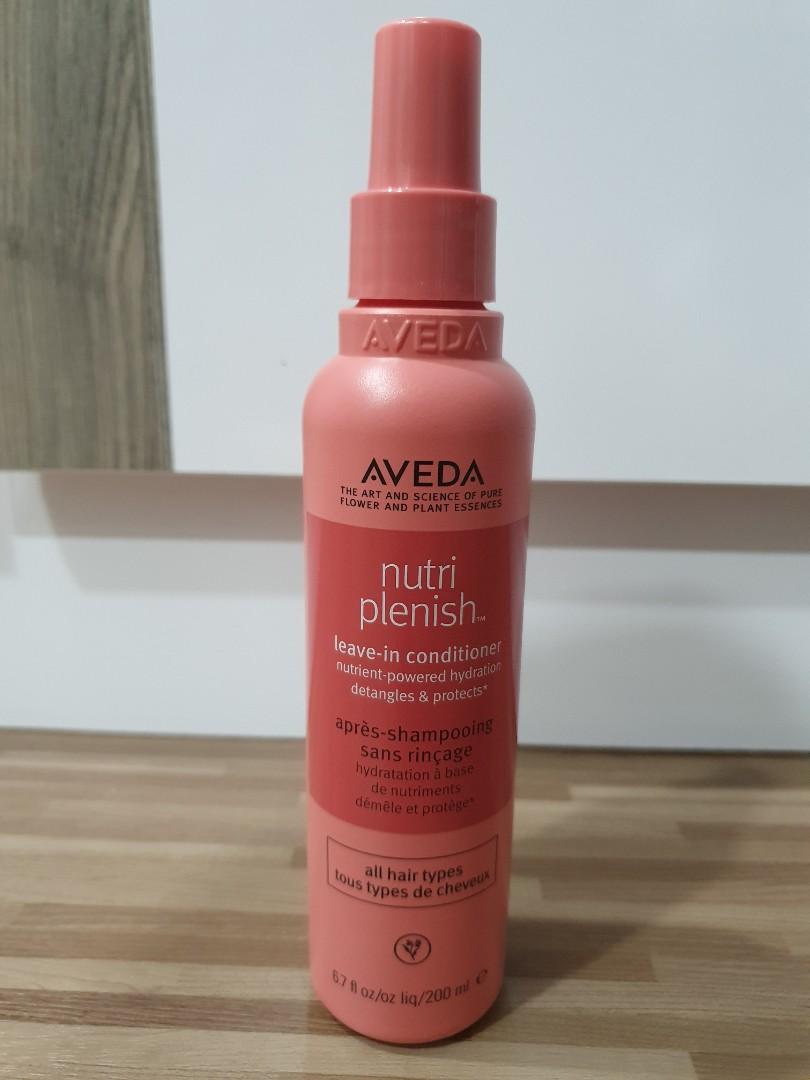 AVEDA
AVEDA
THE ART AND SCIENCE OF PURE
FLOWER AND PLANT ESSENCES
nutri
plenish™
leave-in conditioner
nutrient-powered hydration
detangles & protects*
après-shampooing
sans rinçage
hydratation à base
de nutriments
démêle et protège*
all hair types
tous types de cheveux
6.7 fl oz/oz liq/200 ml ℮